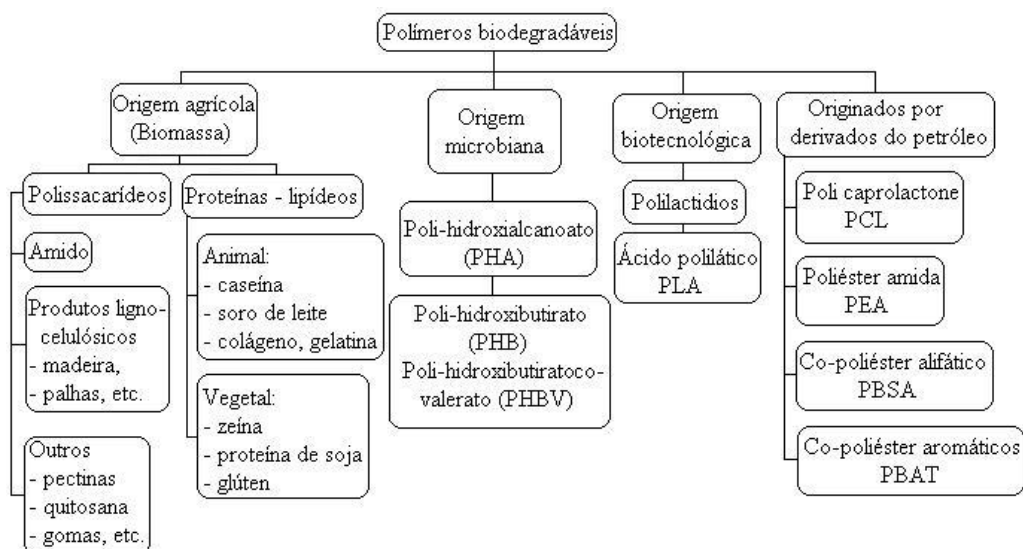 Polímeros biodegradáveis
Origem agrícola
(Biomassa)
Polissacarídeos
Amido
Produtos ligno-
celulósicos
- madeira,
- palhas, etc.
Outros
- pectinas
- quitosana
- gomas, etc.
Proteínas - lipídeos
Animal:
- caseína
- soro de leite
- colágeno, gelatina
Vegetal:
- zeína
- proteína de soja
- glúten
Origem
microbiana
Poli-hidroxialcanoato
(PHA)
Poli-hidroxibutirato
(PHB)
Poli-hidroxibutiratoco-
valerato (PHBV)
Origem
biotecnológica
Polilactidios
Ácido polilático
PLA
Originados por
derivados do petróleo
Poli caprolactone
PCL
Poliéster amida
PEA
Co-poliéster alifático
PBSA
Co-poliéster aromáticos
PBAT